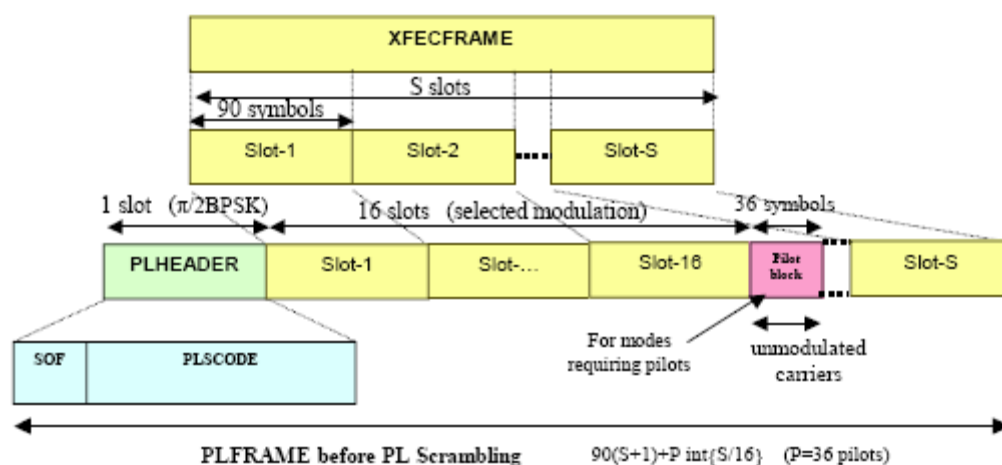 XFECFRAME
S slots
90 symbols
Slot-1 Slot-2 Slot-S
1 slot (π/2BPSK) 16 slots (selected modulation) 36 symbols
PLHEADER Slot-1 Slot-... Slot-16 Pilot block Slot-S
For modes requiring pilots
unmodulated carriers
SOF PLSCODE
PLFRAME before PL Scrambling 90(S+1)+P int{S/16} (P=36 pilots)